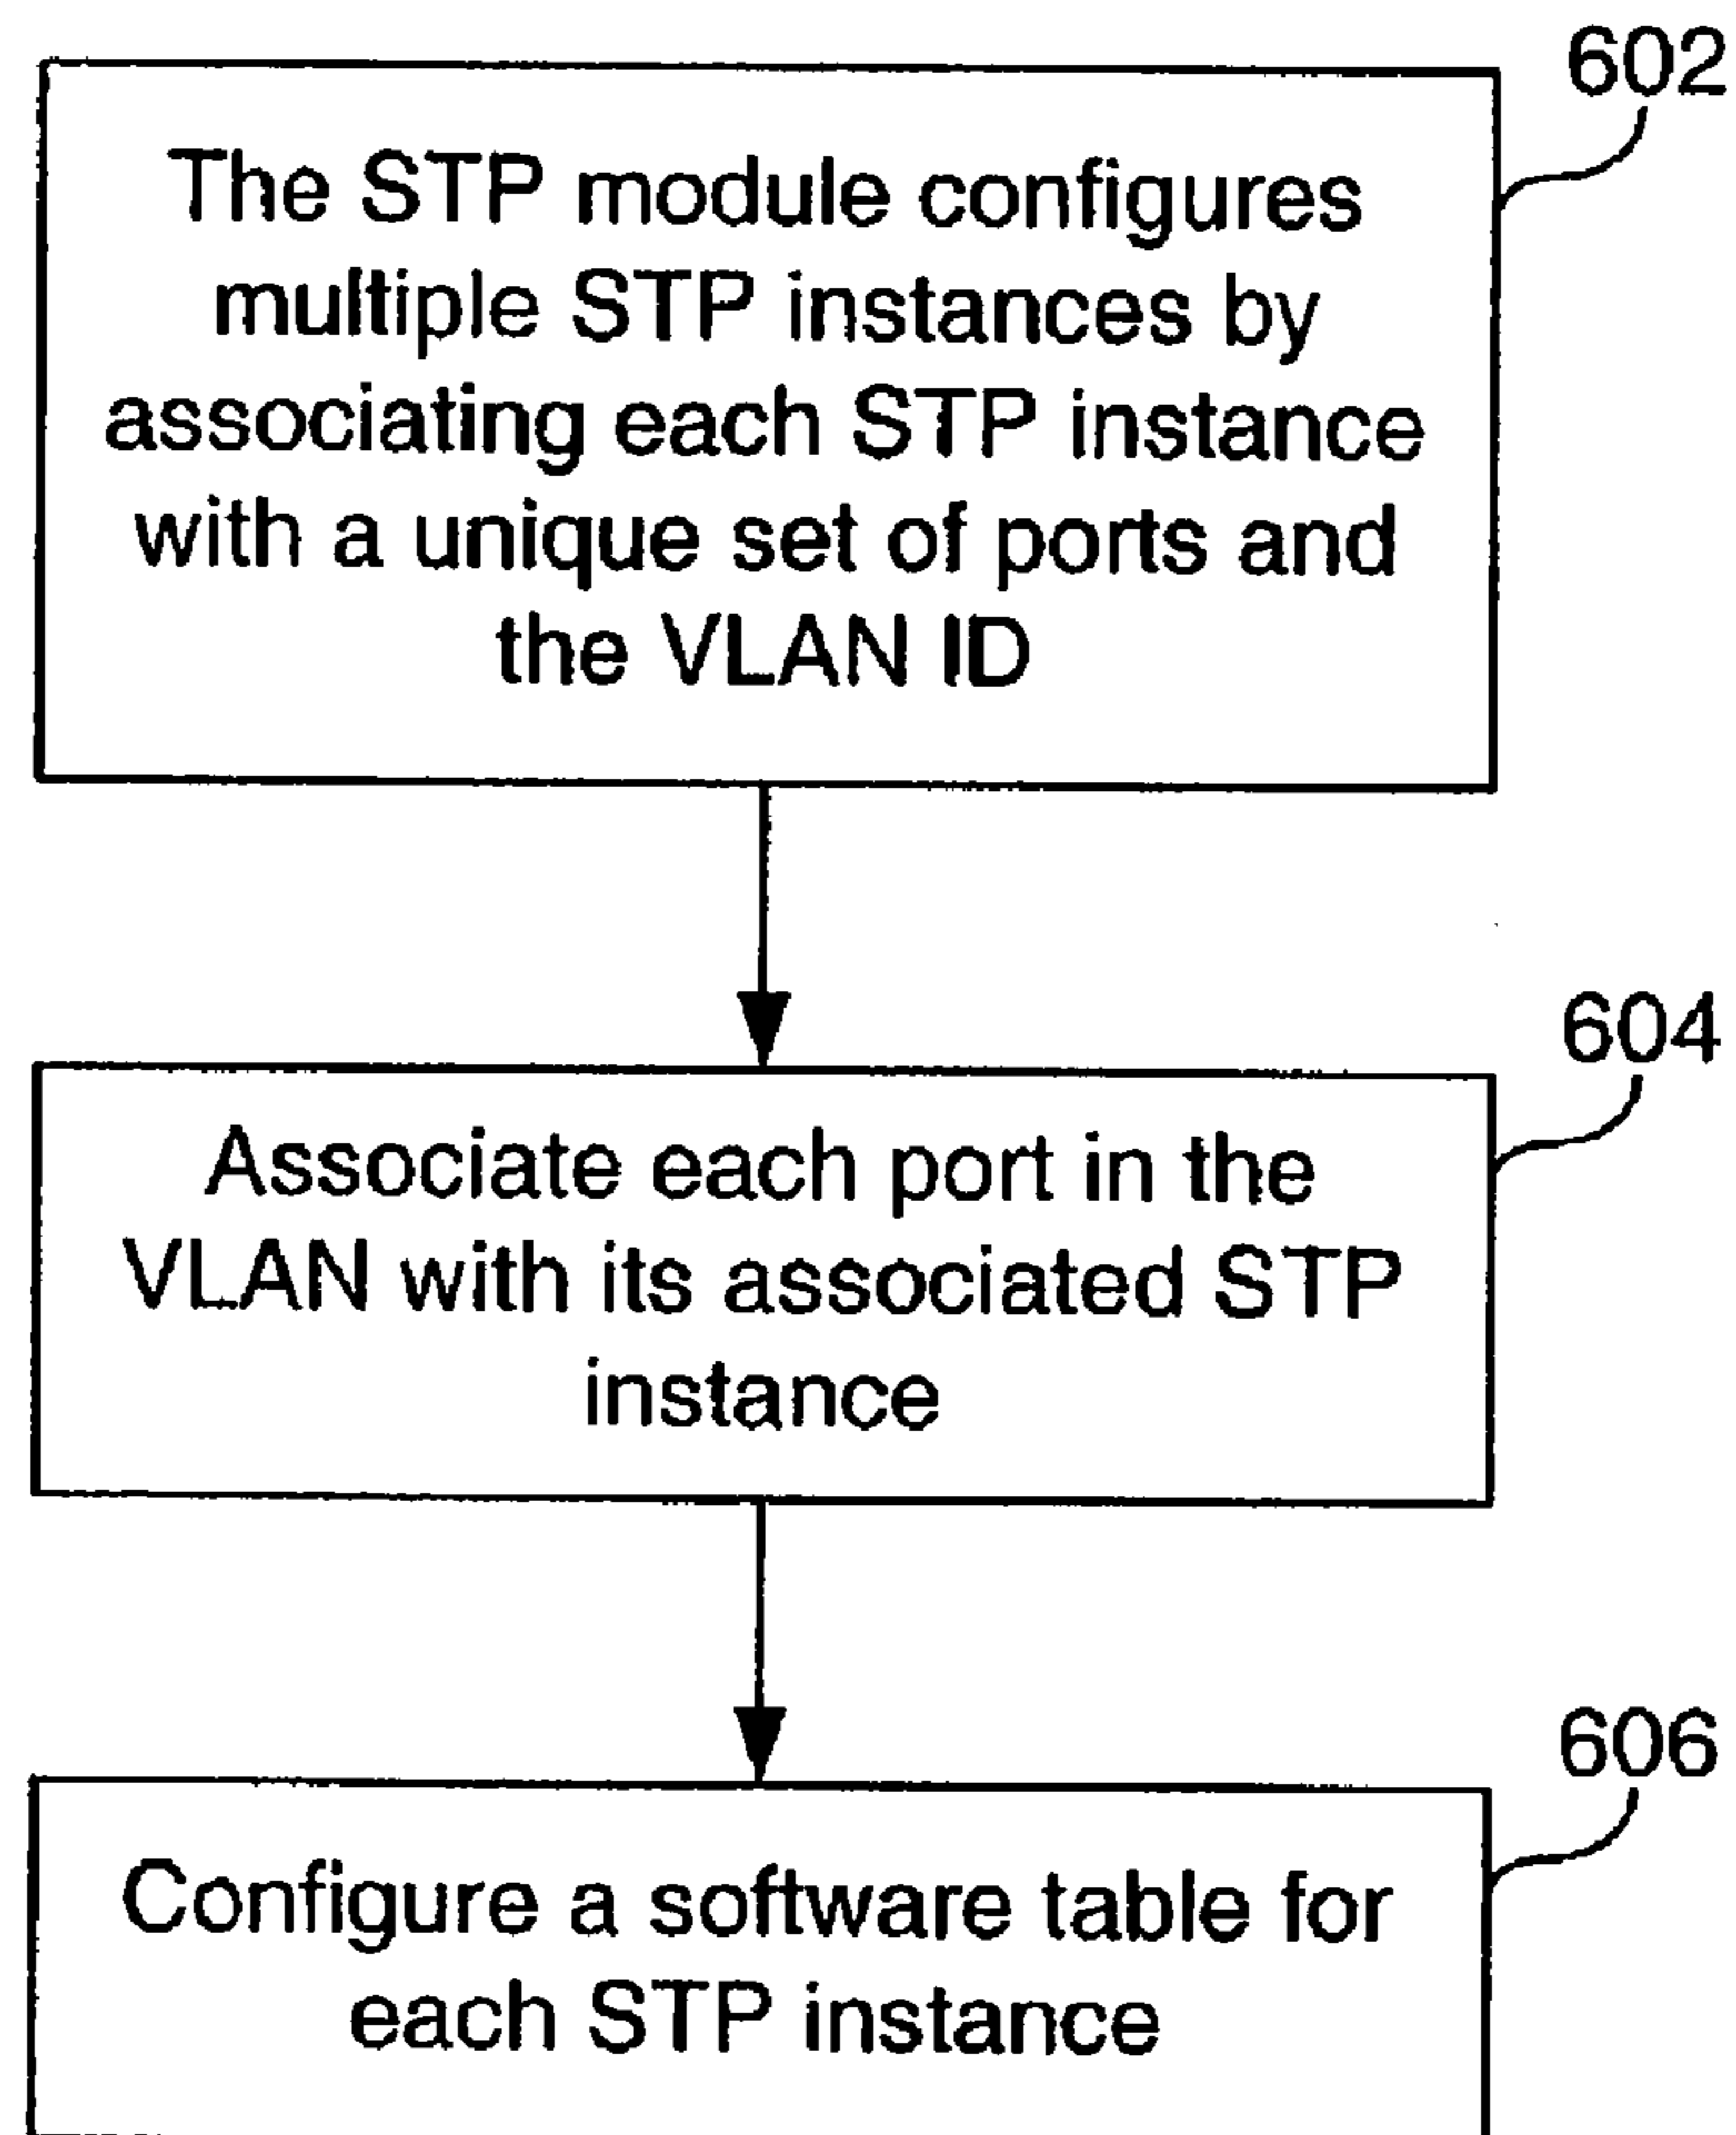 602
The STP module configures
multiple STP instances by
associating each STP instance
with a unique set of ports and
the VLAN ID
604
Associate each port in the
VLAN with its associated STP
instance
606
Configure a software table for
each STP instance